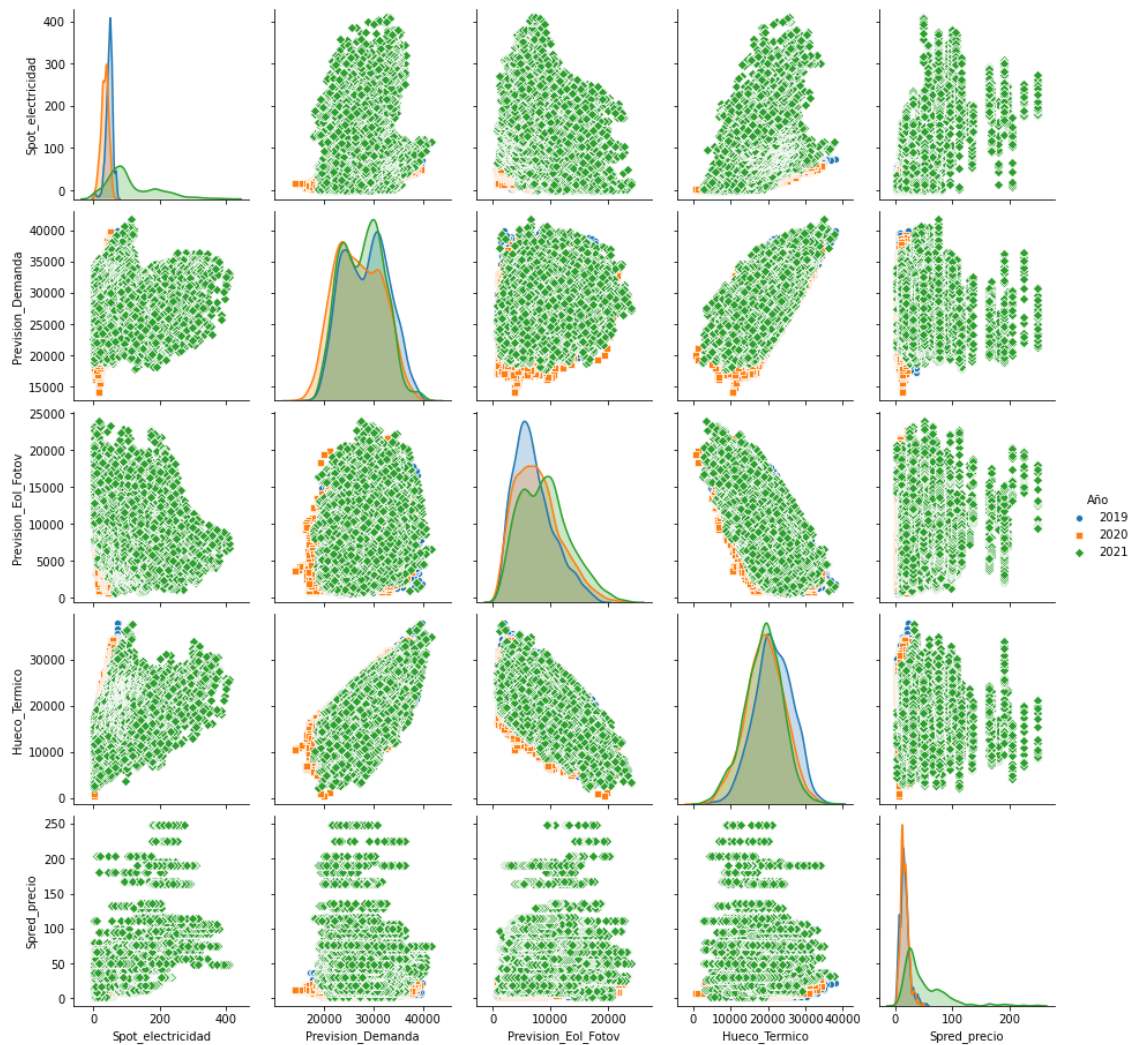 400
300
200
100
0
Spot_electricidad
40000
35000
30000
25000
20000
15000
Prevision_Demanda
25000
20000
15000
10000
5000
0
Prevision_Eol_Fotov
Año
2019
2020
2021
30000
20000
10000
0
Hueco_Termico
250
200
150
100
50
0
Spred_precio
0 200 400
20000 30000 40000
0 10000 20000
0 10000 20000 30000 40000
0 100 200
Spot_electricidad
Prevision_Demanda
Prevision_Eol_Fotov
Hueco_Termico
Spred_precio